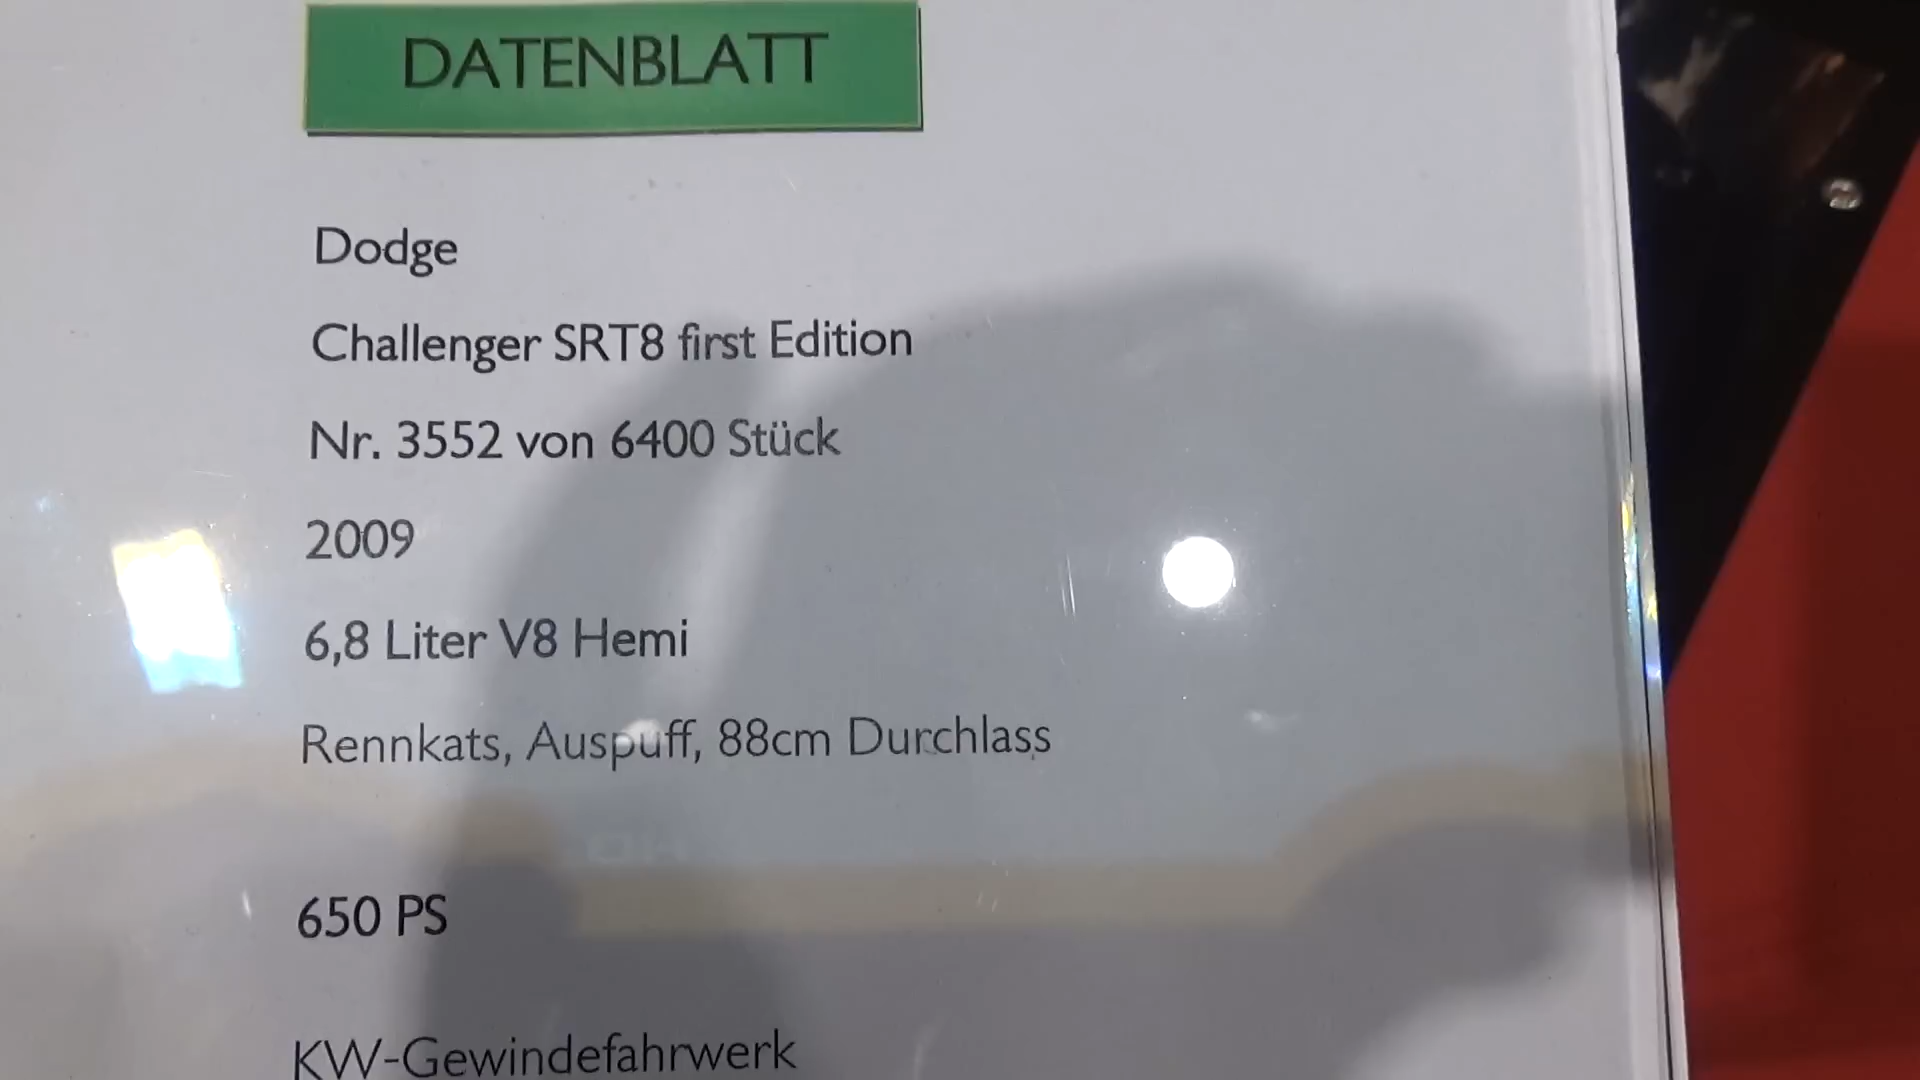 DATENBLATT
Dodge
Challenger SRT8 first Edition
Nr. 3552 von 6400 Stück
2009
6,8 Liter V8 Hemi
Rennkats, Auspuff, 88cm Durchlass
650 PS
KW-Gewindefahrwerk